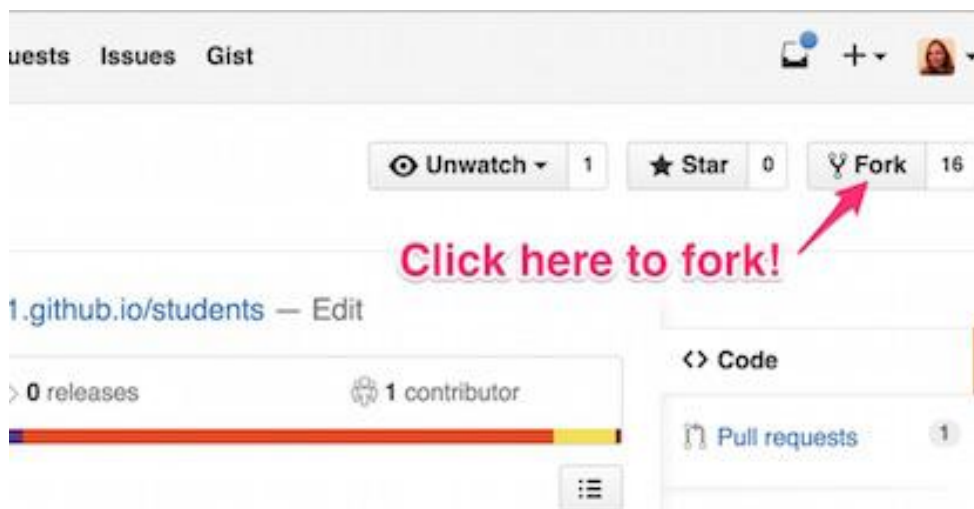 Issues Gist
Unwatch 1 Star 0 Fork 16
Click here to fork!
1.github.io/students — Edit
Code
0 releases 1 contributor
Pull requests 1